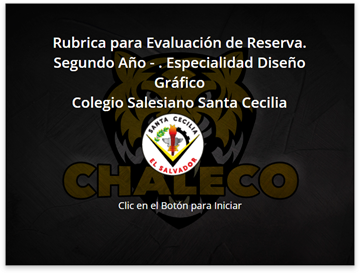 Rubrica para Evaluación de Reserva.
Segundo Año - . Especialidad Diseño
Gráfico
Colegio Salesiano Santa Cecilia
SANTA CECILIA
EL SALVADOR
CHALECO
Clic en el Botón para Iniciar